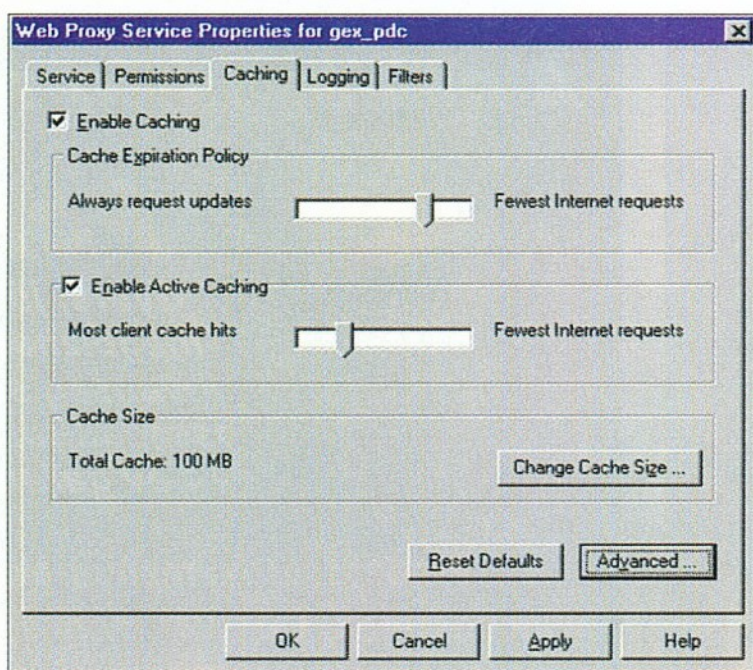 Web Proxy Service Properties for gex_pdc
Service Permissions Caching Logging Filters
Enable Caching
Cache Expiration Policy
Always request updates Fewest Internet requests
Enable Active Caching
Most client cache hits Fewest Internet requests
Cache Size
Total Cache: 100 MB Change Cache Size ...
Reset Defaults Advanced ...
OK Cancel Apply Help